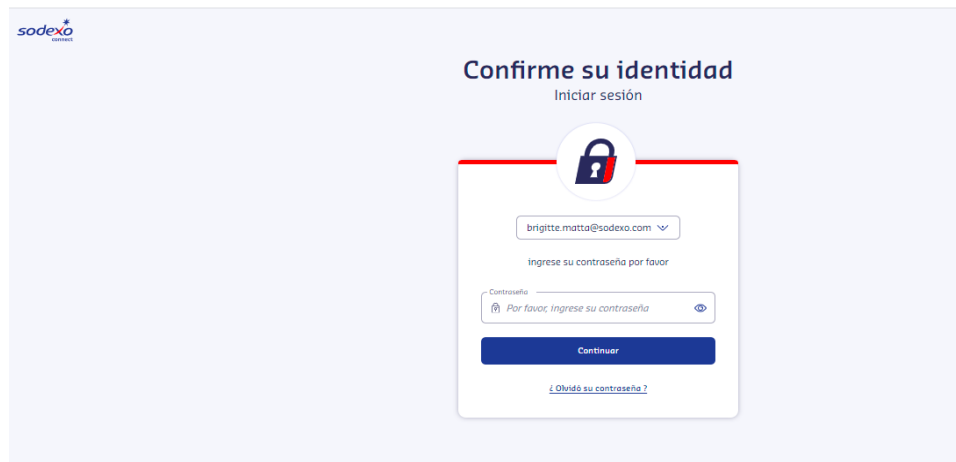 sodexo
connect
Confirme su identidad
Iniciar sesión
brigitte.matta@sodexo.com
ingrese su contraseña por favor
Contraseña
Por favor, ingrese su contraseña
Continuar
¿ Olvidó su contraseña ?